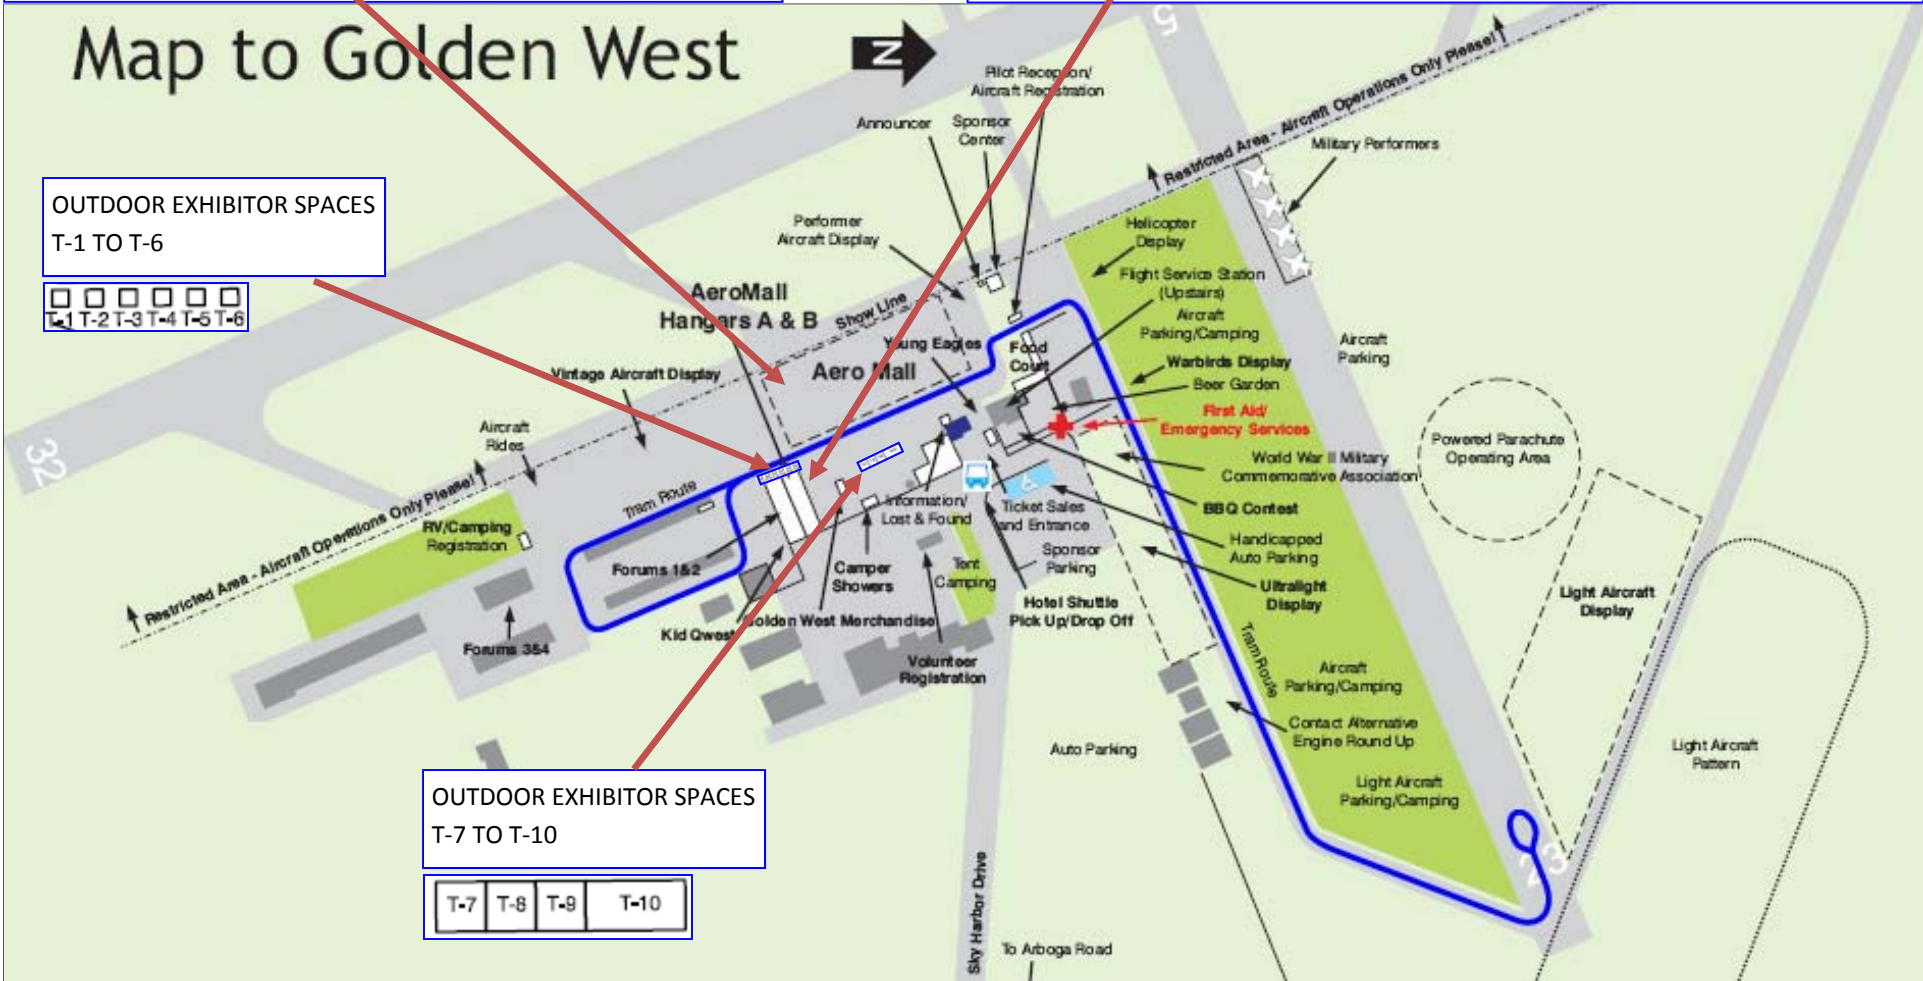 Map to Golden West
N
5
Pilot Reception/
Aircraft Registration
Announcer
Sponsor
Center
Restricted Area - Aircraft Operations Only Please!
Military Performers
OUTDOOR EXHIBITOR SPACES
T-1 TO T-6
T-1 T-2 T-3 T-4 T-5 T-6
Performer
Aircraft Display
Helicopter
Display
Flight Service Station
(Upstairs)
AeroMall
Hangars A & B
Show Line
Aircraft
Parking/Camping
Aircraft
Parking
Young Eagles
Food
Court
Vintage Aircraft Display
Aero Mall
Warbirds Display
Beer Garden
First Aid/
Emergency Services
Aircraft
Rides
32
Powered Parachute
Operating Area
World War II Military
Commemorative Association
Tram Route
RV/Camping
Registration
Information/
Lost & Found
Ticket Sales
and Entrance
BBQ Contest
Handicapped
Auto Parking
Restricted Area - Aircraft Operations Only Please!
Forums 1&2
Camper
Showers
Tent
Camping
Sponsor
Parking
Ultralight
Display
Light Aircraft
Display
Hotel Shuttle
Pick Up/Drop Off
Kid Qwest
Golden West Merchandise
Forums 3&4
Volunteer
Registration
Tram Route
Aircraft
Parking/Camping
Contact Alternative
Engine Round Up
Auto Parking
Light Aircraft
Pattern
Light Aircraft
Parking/Camping
OUTDOOR EXHIBITOR SPACES
T-7 TO T-10
T-7 T-8 T-9 T-10
23
Sky Harbor Drive
To Arboga Road